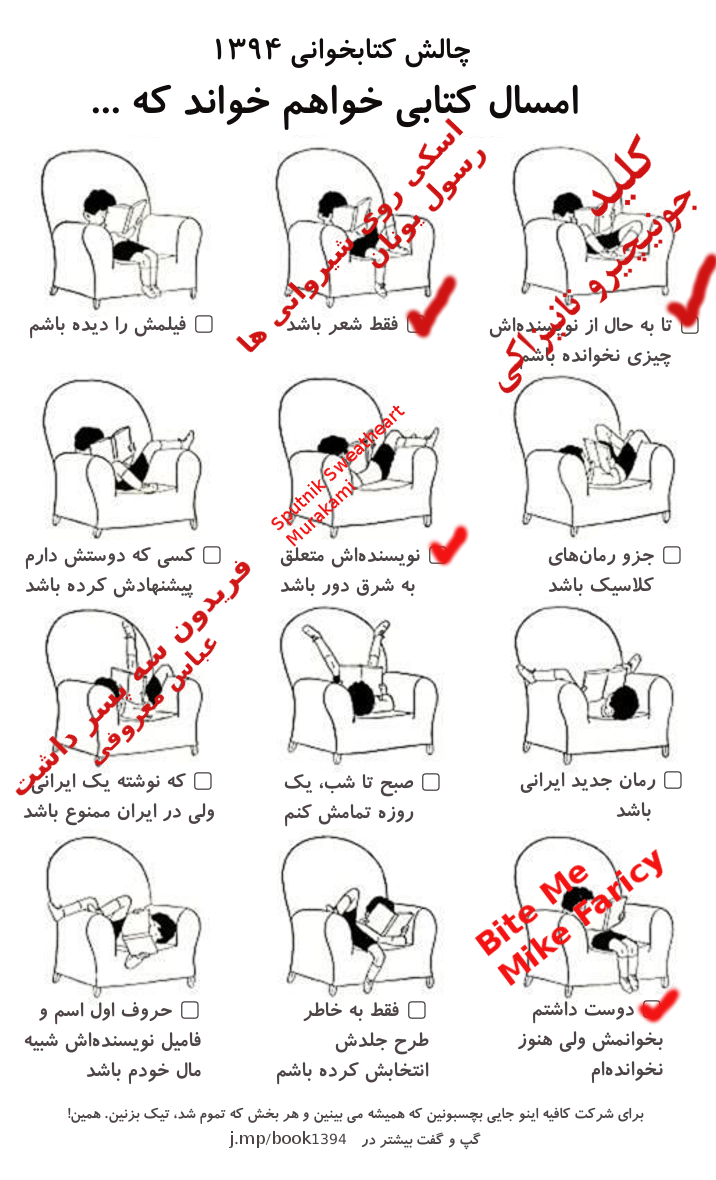 چالش کتابخوانی ۱۳۹۴
امسال کتابی خواهم خواند که ...
کلید
جونیچیرو تانیزاکی
تا به حال از نویسنده‌اش
چیزی نخوانده باشم
اسکی روی شیروانی ها
رسول یونان
فقط شعر باشد
فیلمش را دیده باشم
جزو رمان‌های
کلاسیک باشد
Sputnik Sweatheart
Murakami
نویسنده‌اش متعلق
به شرق دور باشد
کسی که دوستش دارم
پیشنهادش کرده باشد
رمان جدید ایرانی
باشد
صبح تا شب، یک
روزه تمامش کنم
فریدون سه پسر داشت
عباس معروفی
که نوشته یک ایرانی
ولی در ایران ممنوع باشد
Bite Me
Mike Faricy
دوست داشتم
بخوانمش ولی هنوز
نخوانده‌ام
فقط به خاطر
طرح جلدش
انتخابش کرده باشم
حروف اول اسم و
فامیل نویسنده‌اش شبیه
مال خودم باشد
برای شرکت کافیه اینو جایی بچسبونین که همیشه می بینین و هر بخش که تموم شد، تیک بزنین. همین!
گپ و گفت بیشتر در j.mp/book1394